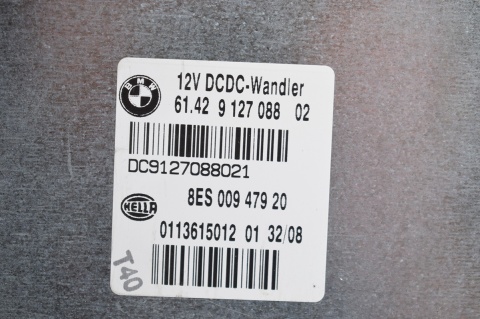 BMW
12V DCDC-Wandler
61.42 9 127 088 02
DC9127088021
HELLA
8ES 009 479 20
0113615012 01 32/08
T40